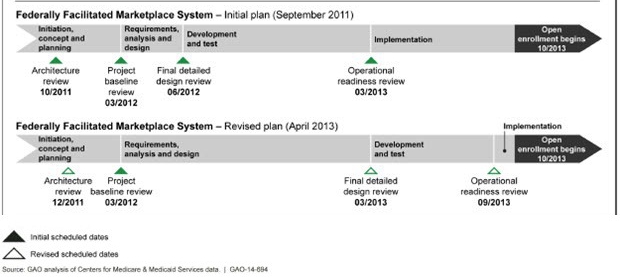 Federally Facilitated Marketplace System – Initial plan (September 2011)
Initiation,
concept and
planning
Requirements,
analysis and
design
Development
and test
Implementation
Open
enrollment begins
10/2013
Architecture
review
10/2011
Project
baseline
review
03/2012
Final detailed
design review
06/2012
Operational
readiness review
03/2013
Federally Facilitated Marketplace System – Revised plan (April 2013)
Implementation
Initiation,
concept and
planning
Requirements,
analysis and design
Development
and test
Open
enrollment begins
10/2013
Architecture
review
12/2011
Project
baseline review
03/2012
Final detailed
design review
03/2013
Operational
readiness review
09/2013
Initial scheduled dates
Revised scheduled dates
Source: GAO analysis of Centers for Medicare & Medicaid Services data. | GAO-14-694